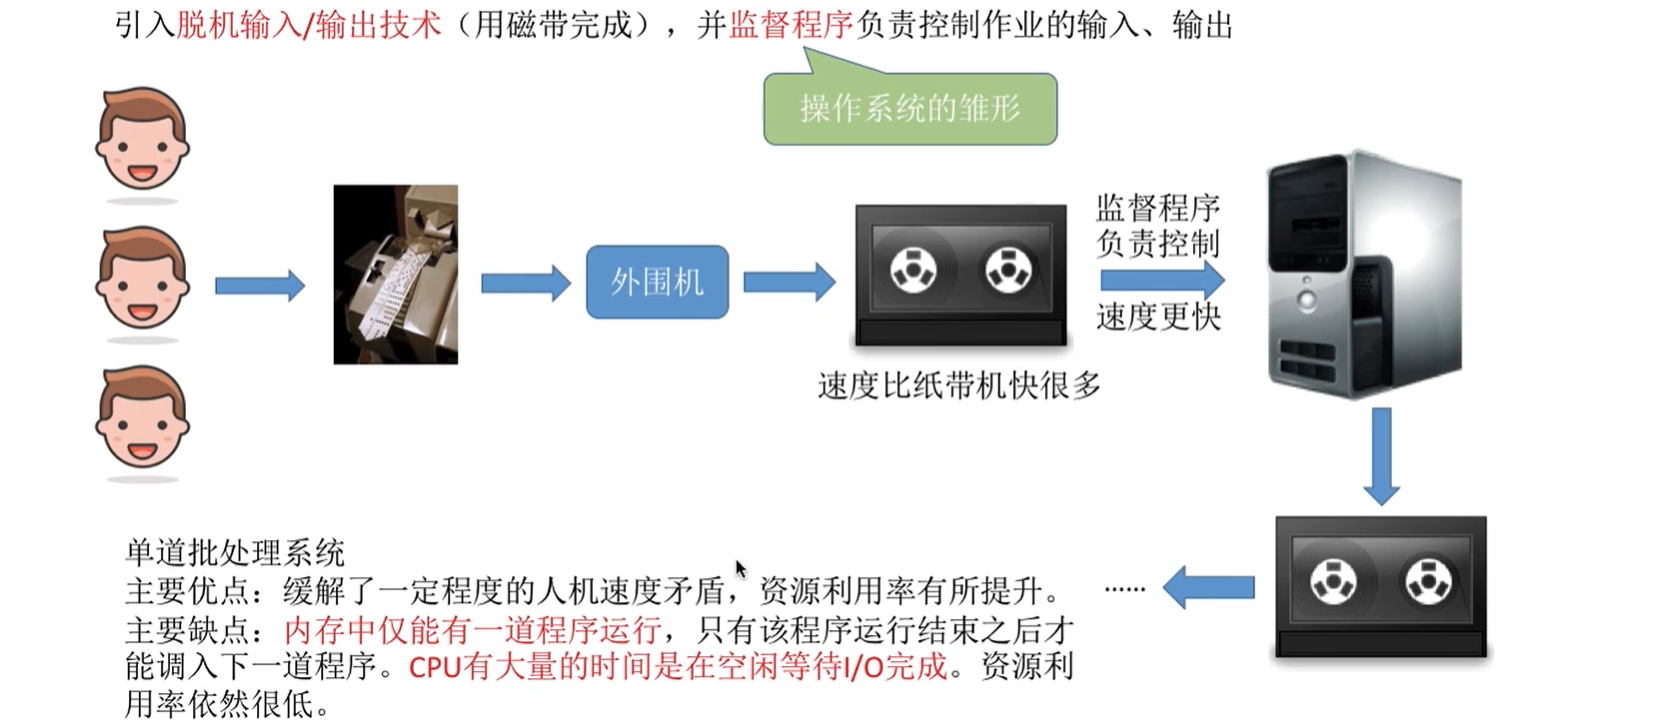 引入脱机输入/输出技术（用磁带完成），并监督程序负责控制作业的输入、输出
操作系统的雏形
外围机
监督程序
负责控制
速度更快
速度比纸带机快很多
单道批处理系统
主要优点：缓解了一定程度的人机速度矛盾，资源利用率有所提升。
......
主要缺点：内存中仅能有一道程序运行，只有该程序运行结束之后才
能调入下一道程序。CPU有大量的时间是在空闲等待I/O完成。资源利
用率依然很低。